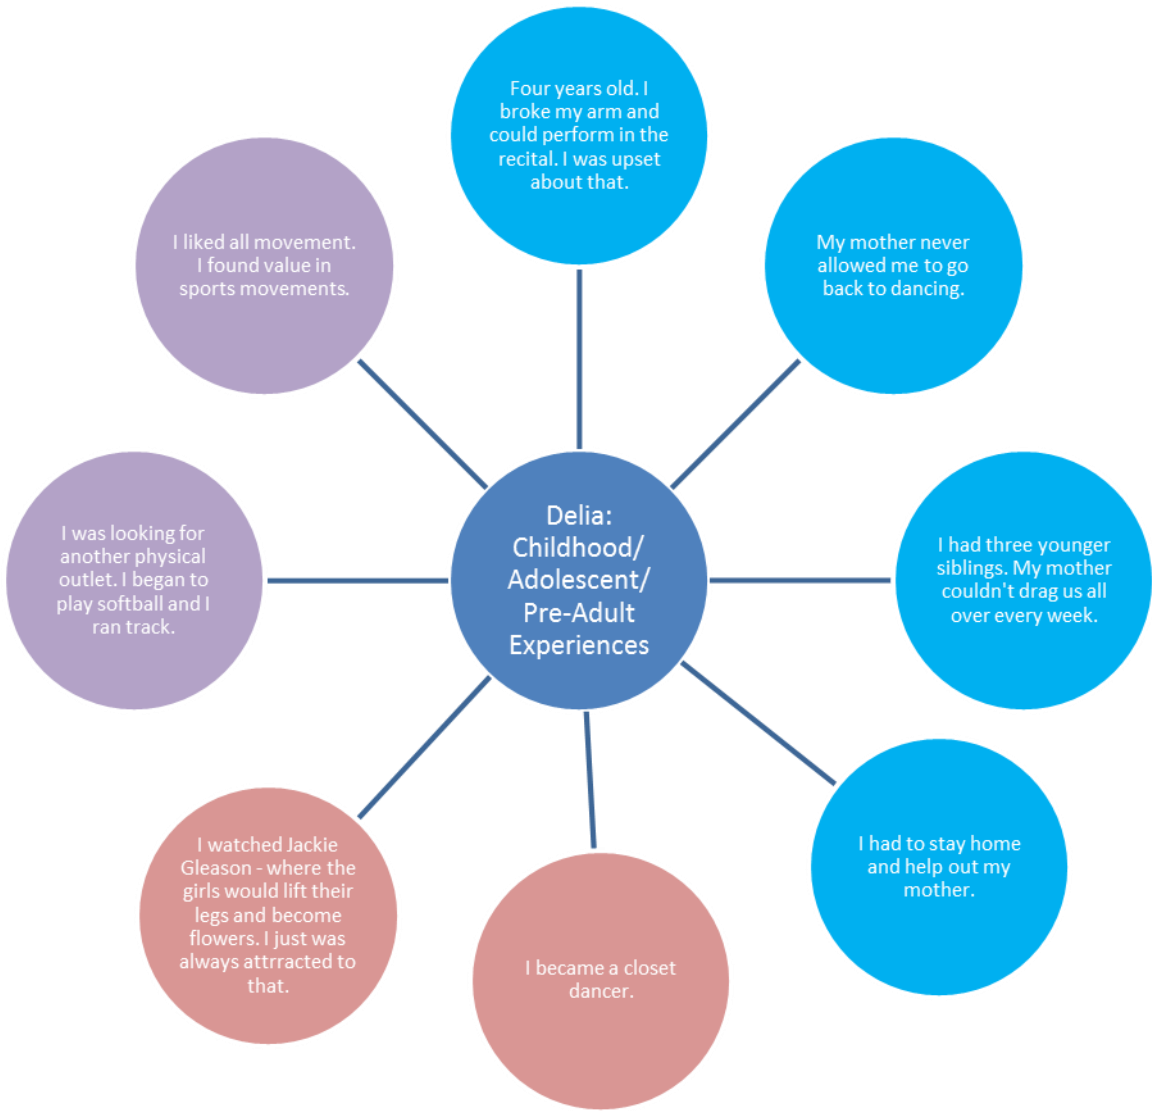 Four years old. I
broke my arm and
could perform in the
recital. I was upset
about that.
My mother never
allowed me to go
back to dancing.
I had three younger
siblings. My mother
couldn't drag us all
over every week.
I had to stay home
and help out my
mother.
I became a closet
dancer.
I watched Jackie
Gleason - where the
girls would lift their
legs and become
flowers. I just was
always attrracted to
that.
I was looking for
another physical
outlet. I began to
play softball and I
ran track.
I liked all movement.
I found value in
sports movements.
Delia:
Childhood/
Adolescent/
Pre-Adult
Experiences